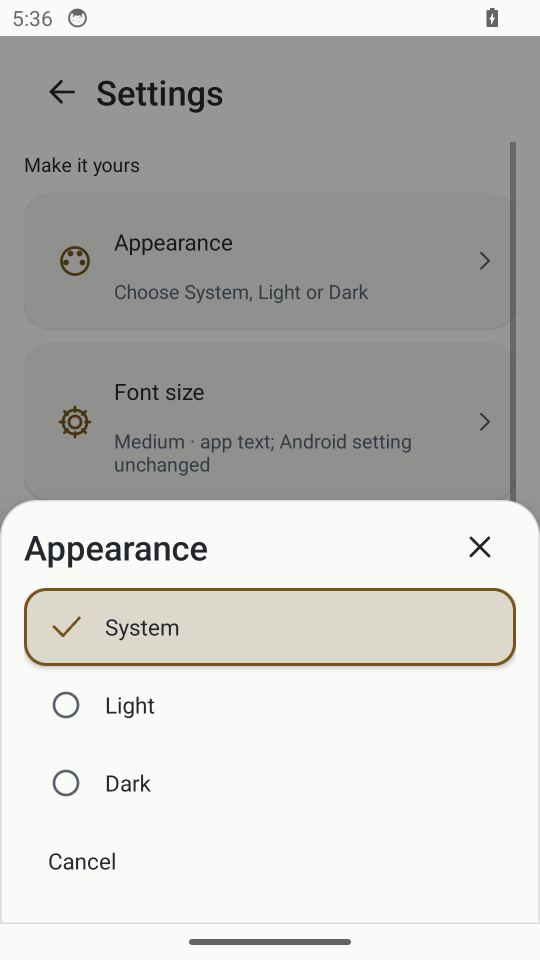 5:36
Settings
Make it yours
Appearance
Choose System, Light or Dark
Font size
Medium · app text; Android setting
unchanged
Appearance
System
Light
Dark
Cancel